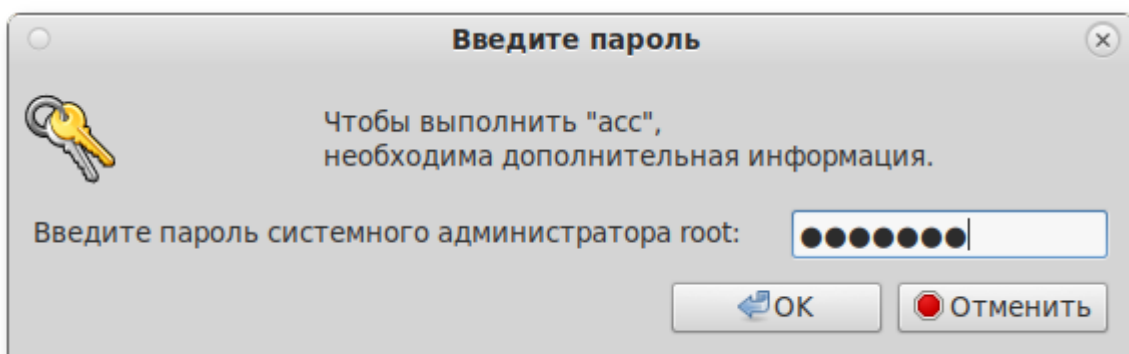 Введите пароль
Чтобы выполнить "acc",
необходима дополнительная информация.
Введите пароль системного администратора root: ●●●●●●●
OK
Отменить